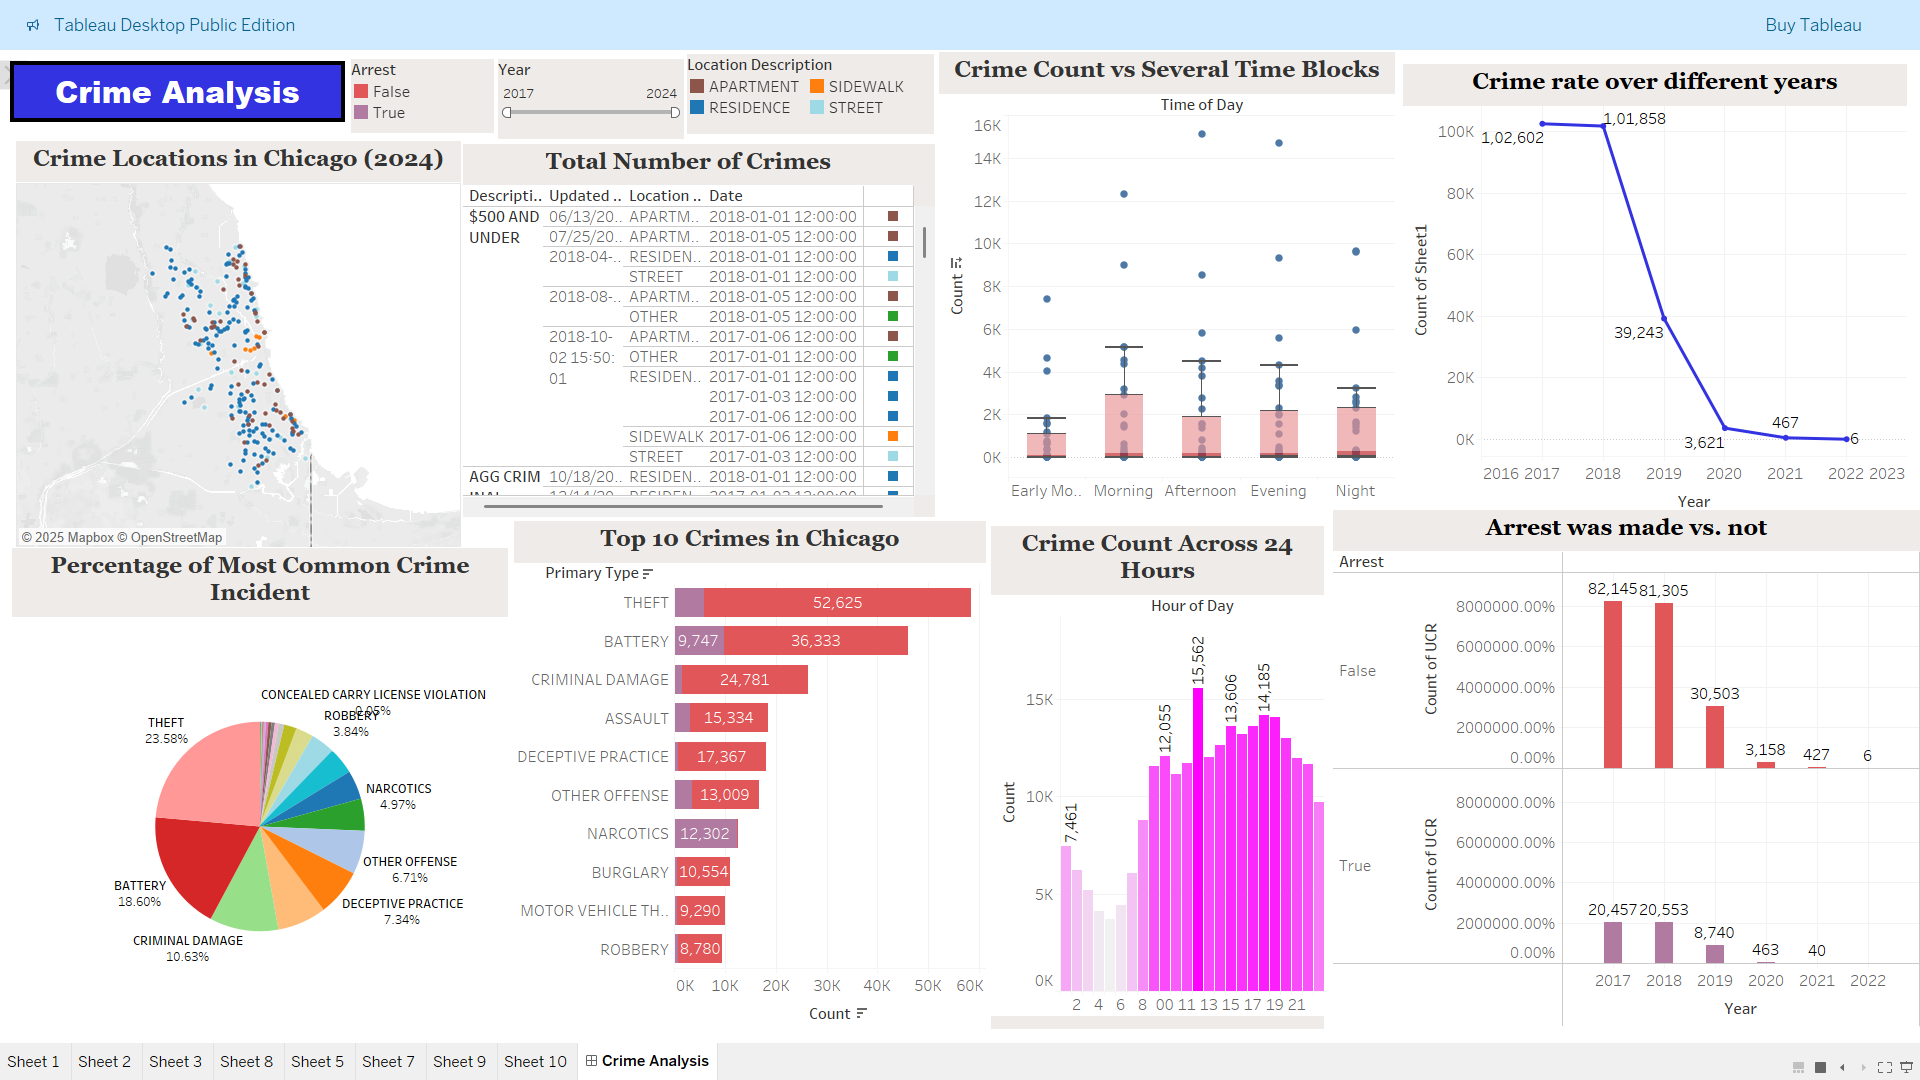 Tableau Desktop Public Edition
Buy Tableau
Crime Analysis
Arrest
False
True
Year
2017 2024
Location Description
APARTMENT SIDEWALK
RESIDENCE STREET
Crime Locations in Chicago (2024)
© 2025 Mapbox © OpenStreetMap
Total Number of Crimes
Descripti.. Updated .. Location .. Date
$500 AND 06/13/20.. APARTM.. 2018-01-01 12:00:00
UNDER 07/25/20.. APARTM.. 2018-01-05 12:00:00
2018-04-.. RESIDEN.. 2018-01-01 12:00:00
STREET 2018-01-01 12:00:00
2018-08-.. APARTM.. 2018-01-05 12:00:00
OTHER 2018-01-05 12:00:00
2018-10- APARTM.. 2017-01-06 12:00:00
02 15:50: OTHER 2017-01-01 12:00:00
01 RESIDEN.. 2017-01-01 12:00:00
2017-01-03 12:00:00
2017-01-06 12:00:00
SIDEWALK 2017-01-06 12:00:00
STREET 2017-01-03 12:00:00
AGG CRIM 10/18/20.. RESIDEN.. 2018-01-01 12:00:00
Crime Count vs Several Time Blocks
Time of Day
16K
14K
12K
10K
8K
6K
4K
2K
0K
Count
Early Mo.. Morning Afternoon Evening Night
Crime rate over different years
100K
80K
60K
40K
20K
0K
Count of Sheet1
1,02,602
1,01,858
39,243
3,621
467
6
2016 2017 2018 2019 2020 2021 2022 2023
Year
Percentage of Most Common Crime
Incident
CONCEALED CARRY LICENSE VIOLATION
0.05%
ROBBERY
3.84%
THEFT
23.58%
NARCOTICS
4.97%
OTHER OFFENSE
6.71%
BATTERY
18.60%
DECEPTIVE PRACTICE
7.34%
CRIMINAL DAMAGE
10.63%
Top 10 Crimes in Chicago
Primary Type
THEFT 52,625
BATTERY 9,747 36,333
CRIMINAL DAMAGE 24,781
ASSAULT 15,334
DECEPTIVE PRACTICE 17,367
OTHER OFFENSE 13,009
NARCOTICS 12,302
BURGLARY 10,554
MOTOR VEHICLE TH.. 9,290
ROBBERY 8,780
0K 10K 20K 30K 40K 50K 60K
Count
Crime Count Across 24
Hours
Hour of Day
15K
10K
5K
0K
Count
7,461
12,055
15,562
13,606
14,185
2 4 6 8 00 11 13 15 17 19 21
Arrest was made vs. not
Arrest
False
Count of UCR
8000000.00%
6000000.00%
4000000.00%
2000000.00%
0.00%
82,145 81,305
30,503
3,158
427
6
True
Count of UCR
8000000.00%
6000000.00%
4000000.00%
2000000.00%
0.00%
20,457 20,553
8,740
463
40
2017 2018 2019 2020 2021 2022
Year
Sheet 1 Sheet 2 Sheet 3 Sheet 8 Sheet 5 Sheet 7 Sheet 9 Sheet 10 Crime Analysis